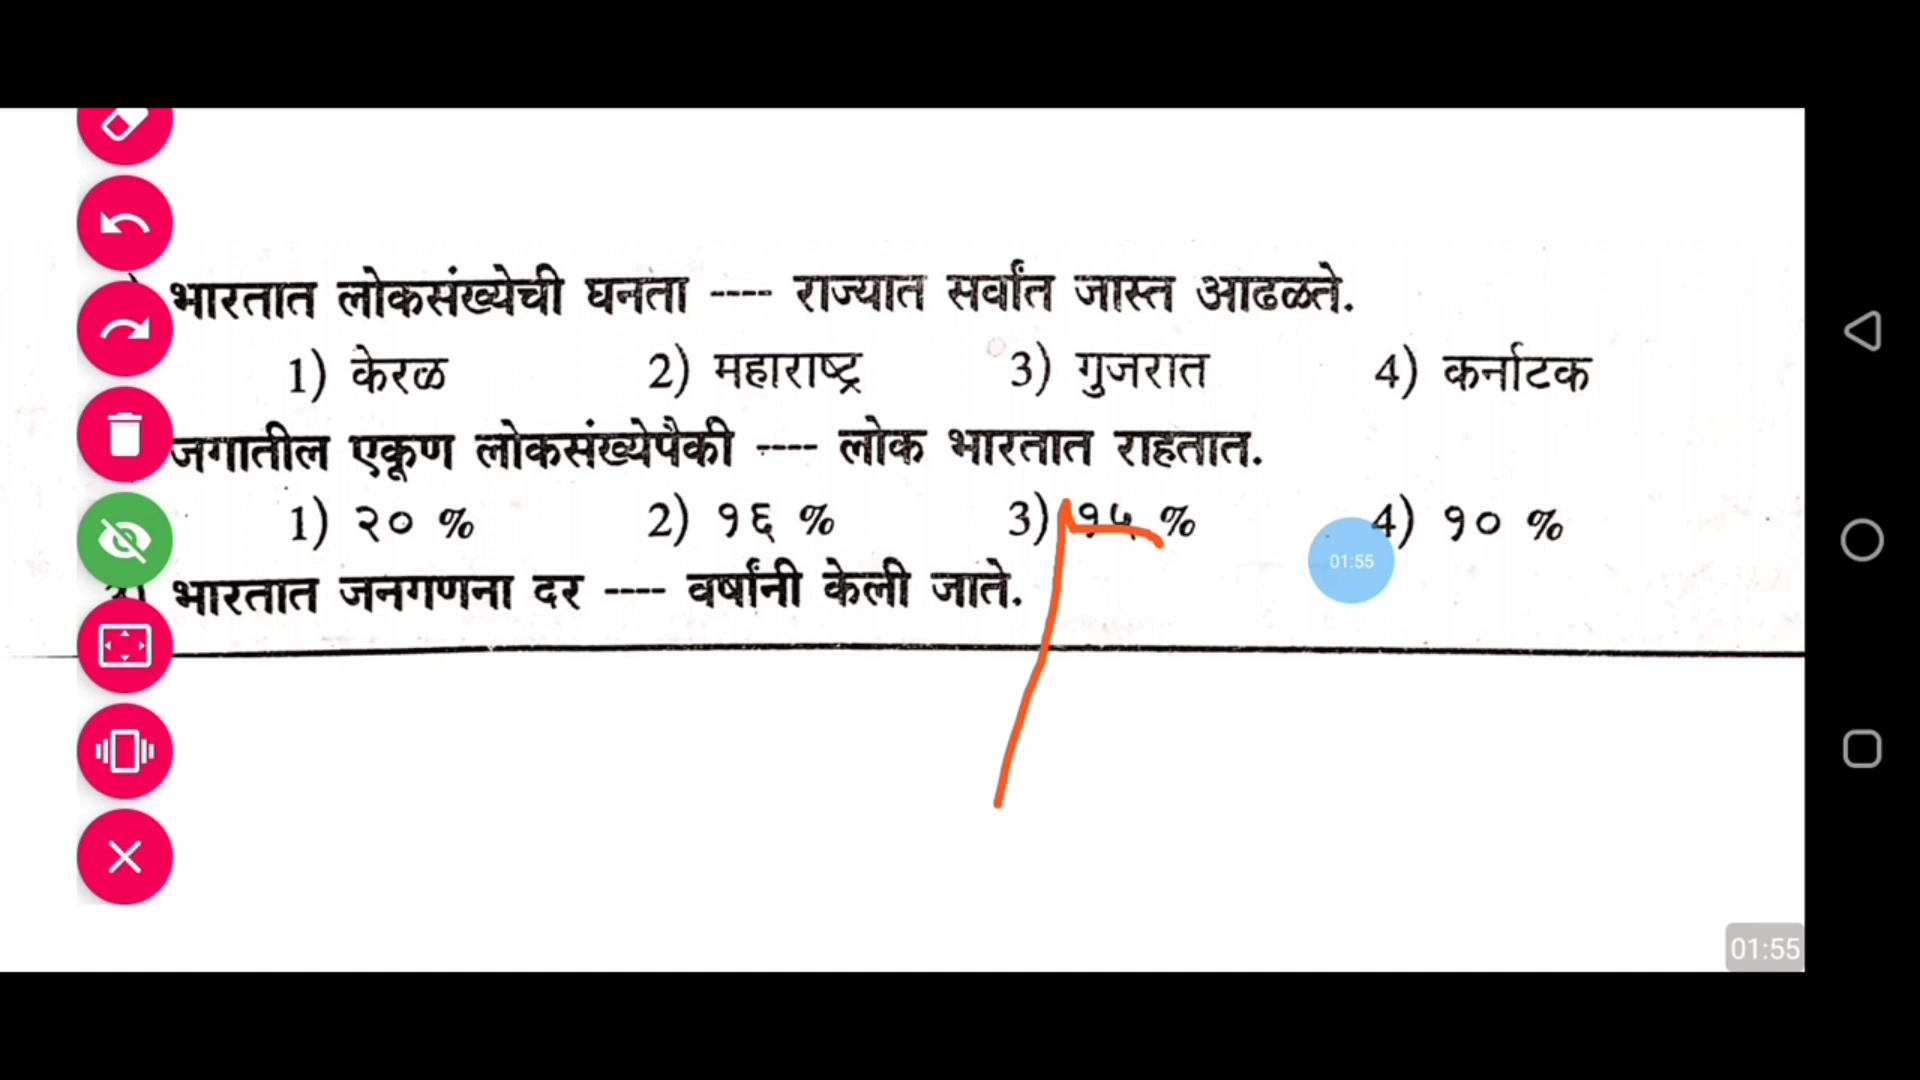 भारतात लोकसंख्येची घनता ---- राज्यात सर्वांत जास्त आढळते.
1) केरळ 2) महाराष्ट्र 3) गुजरात 4) कर्नाटक
जगातील एकूण लोकसंख्येपैकी ---- लोक भारतात राहतात.
1) २० % 2) १६ % 3) १५ % 4) १० %
01:55
भारतात जनगणना दर ---- वर्षांनी केली जाते.
01:55